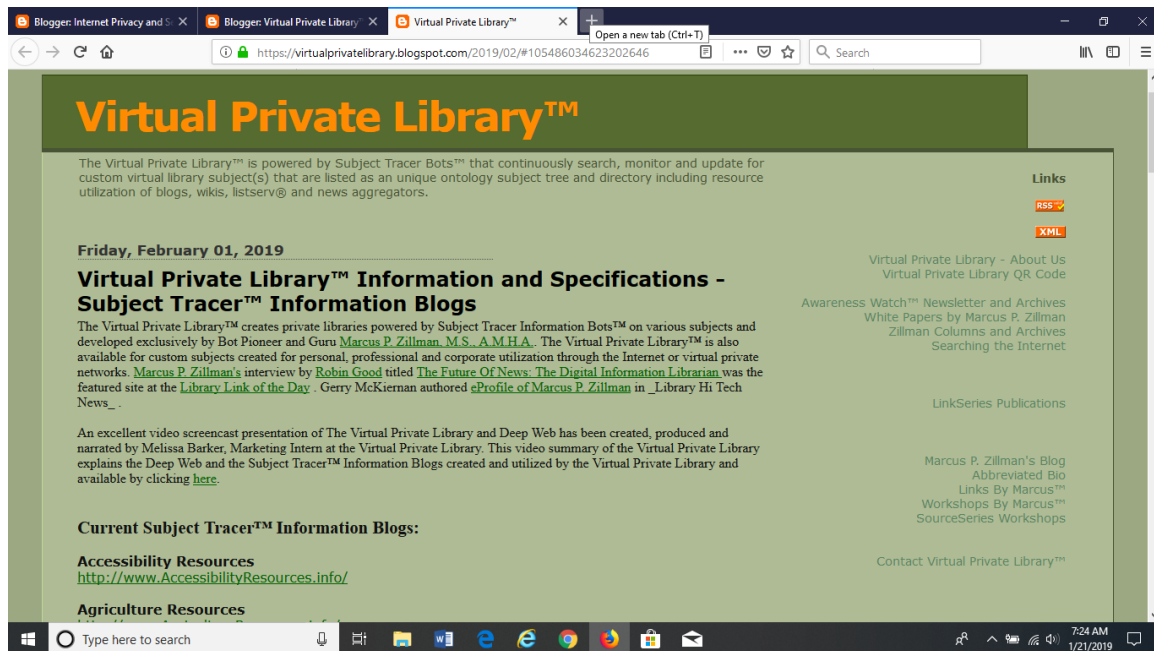 Blogger: Internet Privacy and S
Blogger: Virtual Private Library™
Virtual Private Library™
Open a new tab (Ctrl+T)
https://virtualprivatelibrary.blogspot.com/2019/02/#105486034623202646
Search
Virtual Private Library™
The Virtual Private Library™ is powered by Subject Tracer Bots™ that continuously search, monitor and update for
custom virtual library subject(s) that are listed as an unique ontology subject tree and directory including resource
utilization of blogs, wikis, listserv® and news aggregators.
Friday, February 01, 2019
Virtual Private Library™ Information and Specifications -
Subject Tracer™ Information Blogs
The Virtual Private Library™ creates private libraries powered by Subject Tracer Information Bots™ on various subjects and
developed exclusively by Bot Pioneer and Guru Marcus P. Zillman, M.S., A.M.H.A.. The Virtual Private Library™ is also
available for custom subjects created for personal, professional and corporate utilization through the Internet or virtual private
networks. Marcus P. Zillman's interview by Robin Good titled The Future Of News: The Digital Information Librarian was the
featured site at the Library Link of the Day . Gerry McKiernan authored eProfile of Marcus P. Zillman in _Library Hi Tech
News_ .
An excellent video screencast presentation of The Virtual Private Library and Deep Web has been created, produced and
narrated by Melissa Barker, Marketing Intern at the Virtual Private Library. This video summary of the Virtual Private Library
explains the Deep Web and the Subject Tracer™ Information Blogs created and utilized by the Virtual Private Library and
available by clicking here.
Current Subject Tracer™ Information Blogs:
Accessibility Resources
http://www.AccessibilityResources.info/
Agriculture Resources
Links
RSS
XML
Virtual Private Library - About Us
Virtual Private Library QR Code
Awareness Watch™ Newsletter and Archives
White Papers by Marcus P. Zillman
Zillman Columns and Archives
Searching the Internet
LinkSeries Publications
Marcus P. Zillman's Blog
Abbreviated Bio
Links By Marcus™
Workshops By Marcus™
SourceSeries Workshops
Contact Virtual Private Library™
Type here to search
7:24 AM
1/21/2019